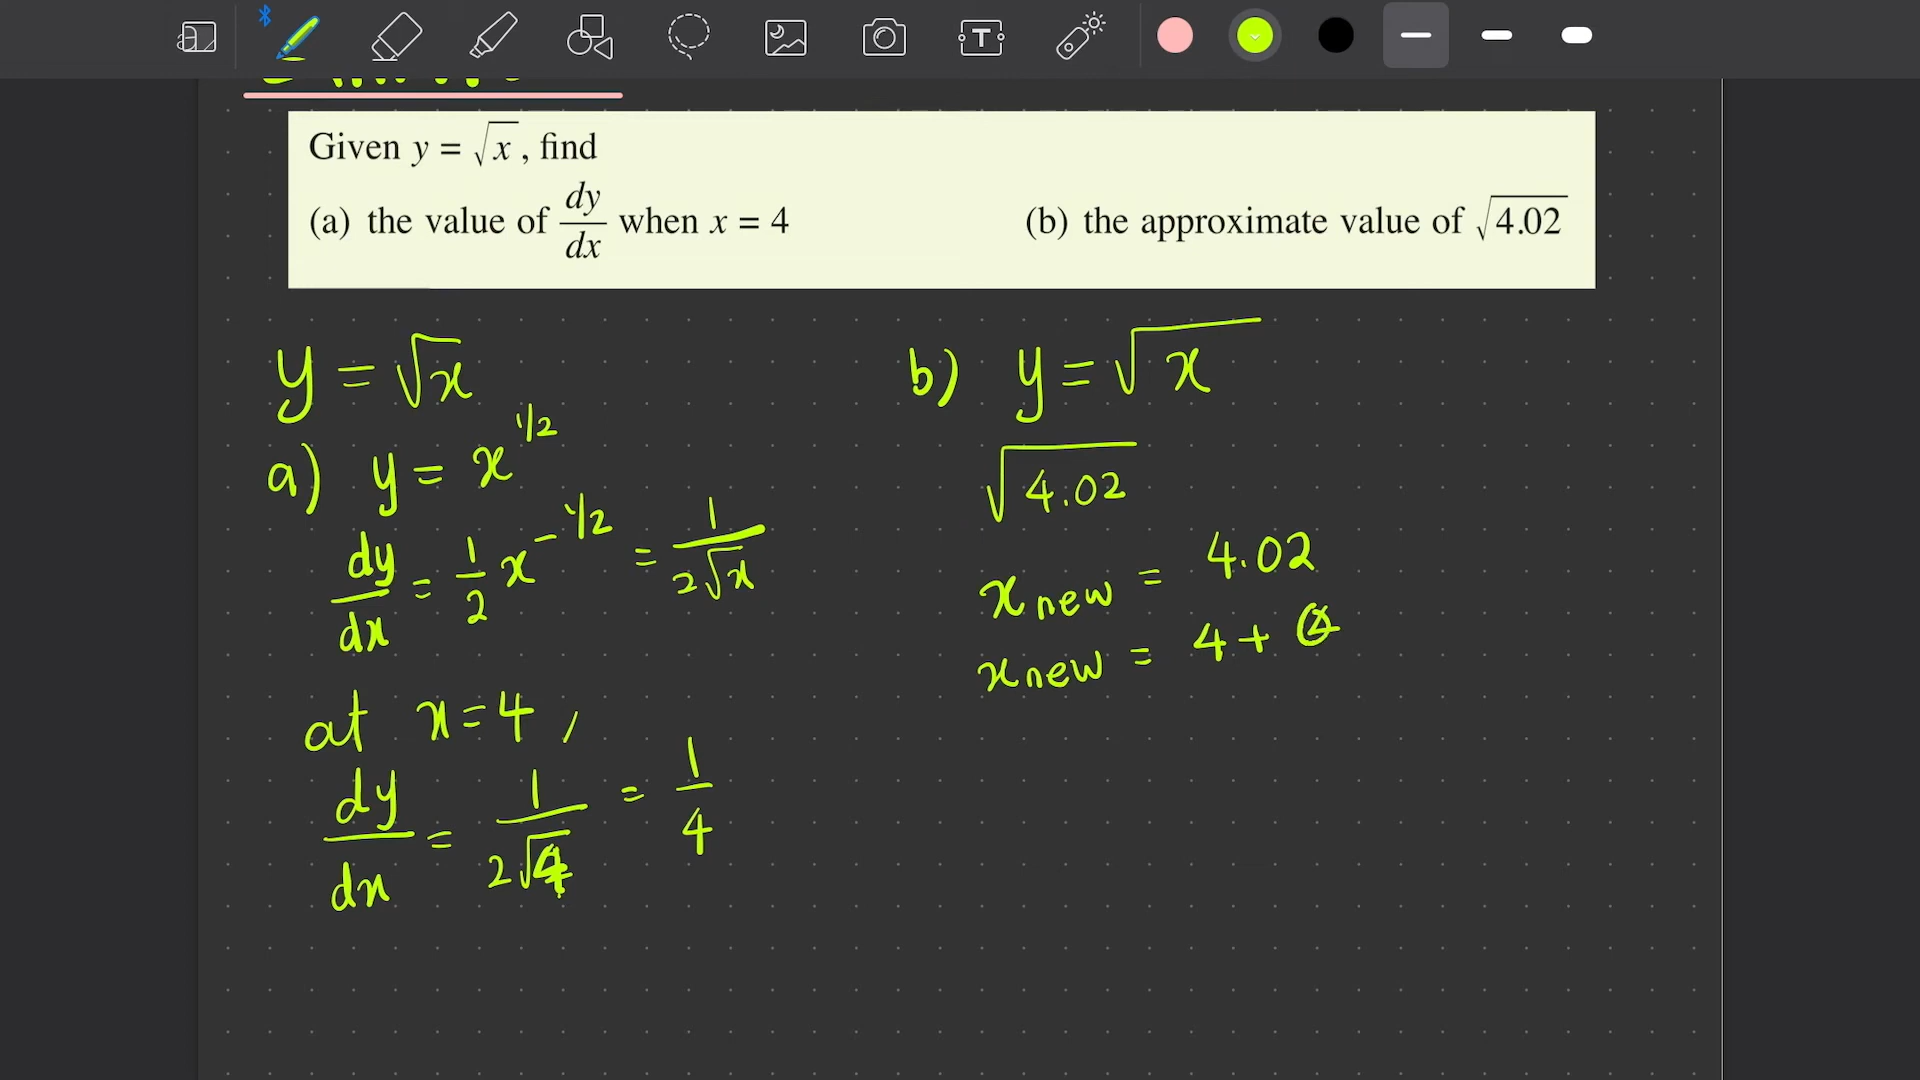 Given y = √x, find
(a) the value of dy/dx when x = 4
(b) the approximate value of √4.02
y = √x
a) y = x^1/2
dy/dx = 1/2 x^-1/2 = 1/2√x
at x = 4,
dy/dx = 1/2√4 = 1/4
b) y = √x
√4.02
x new = 4.02
x new = 4 +